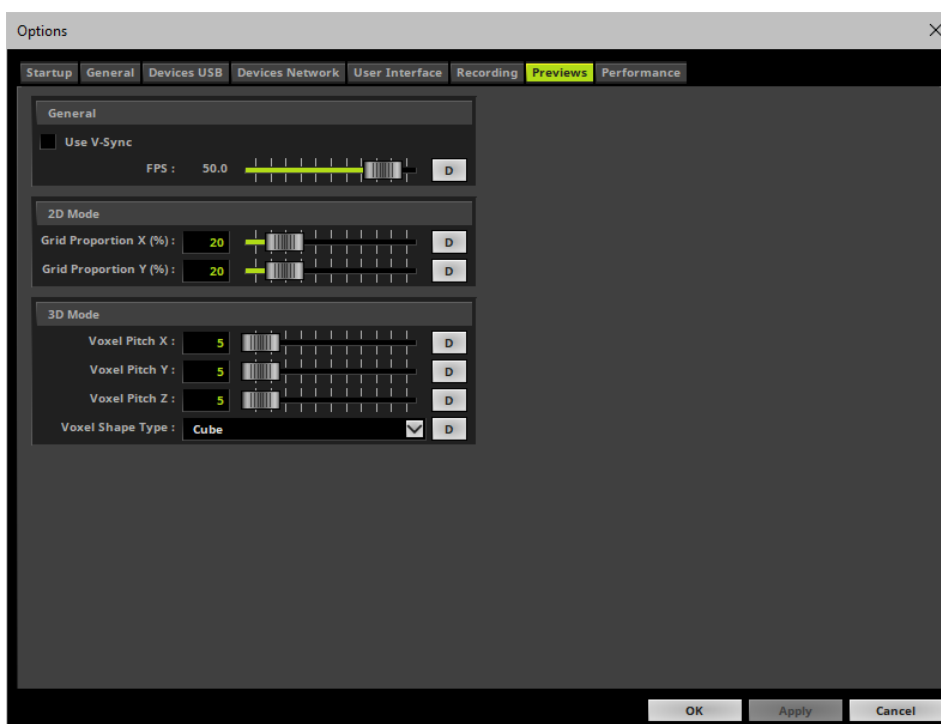 Options
Startup General Devices USB Devices Network User Interface Recording Previews Performance
General
Use V-Sync
FPS : 50.0 D
2D Mode
Grid Proportion X (%) : 20 D
Grid Proportion Y (%) : 20 D
3D Mode
Voxel Pitch X : 5 D
Voxel Pitch Y : 5 D
Voxel Pitch Z : 5 D
Voxel Shape Type : Cube D
OK Apply Cancel